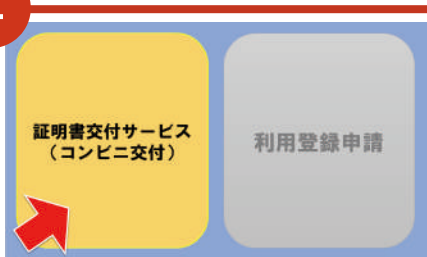 証明書交付サービス
（コンビニ交付）
利用登録申請